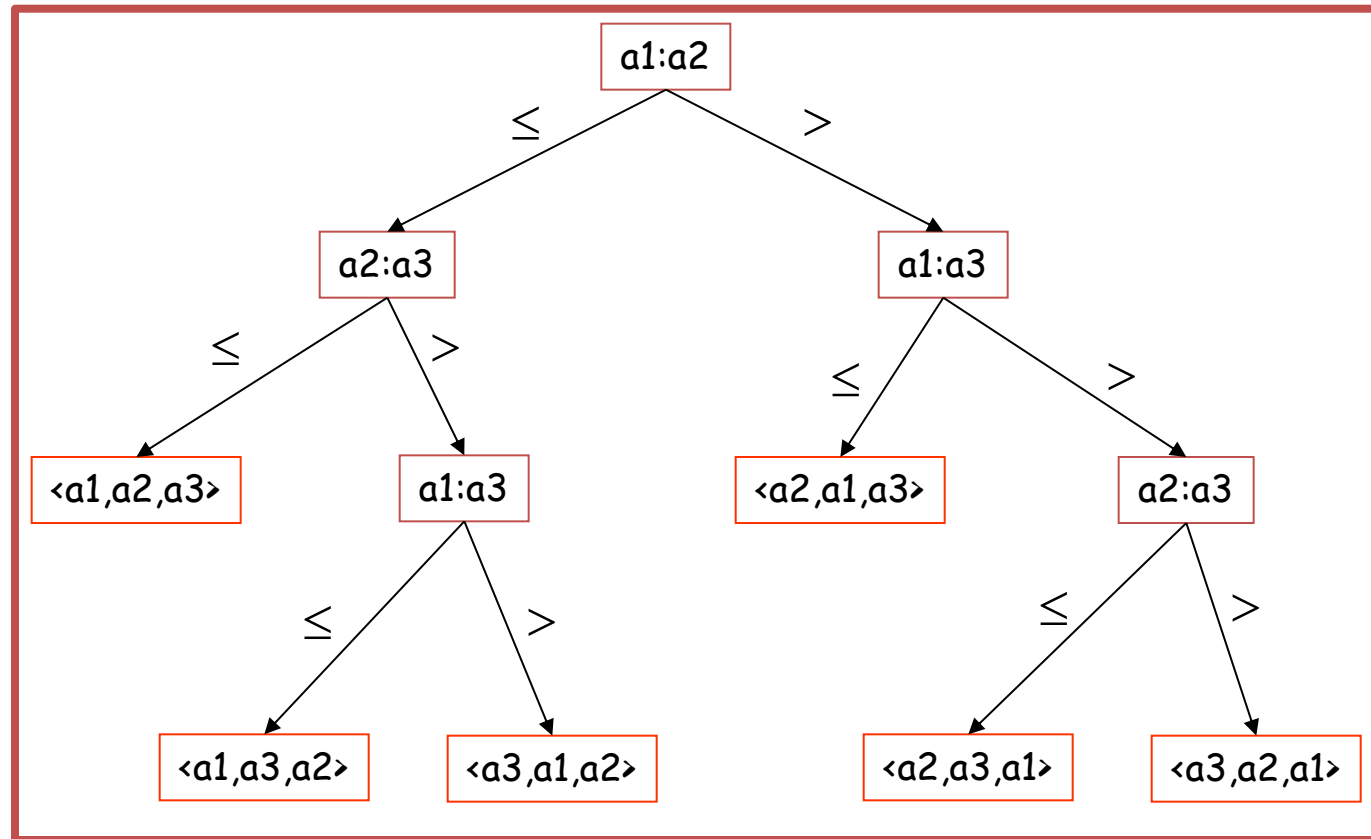 a1:a2
≤ >
a2:a3 a1:a3
≤ > ≤ >
<a1,a2,a3> a1:a3 <a2,a1,a3> a2:a3
≤ > ≤ >
<a1,a3,a2> <a3,a1,a2> <a2,a3,a1> <a3,a2,a1>